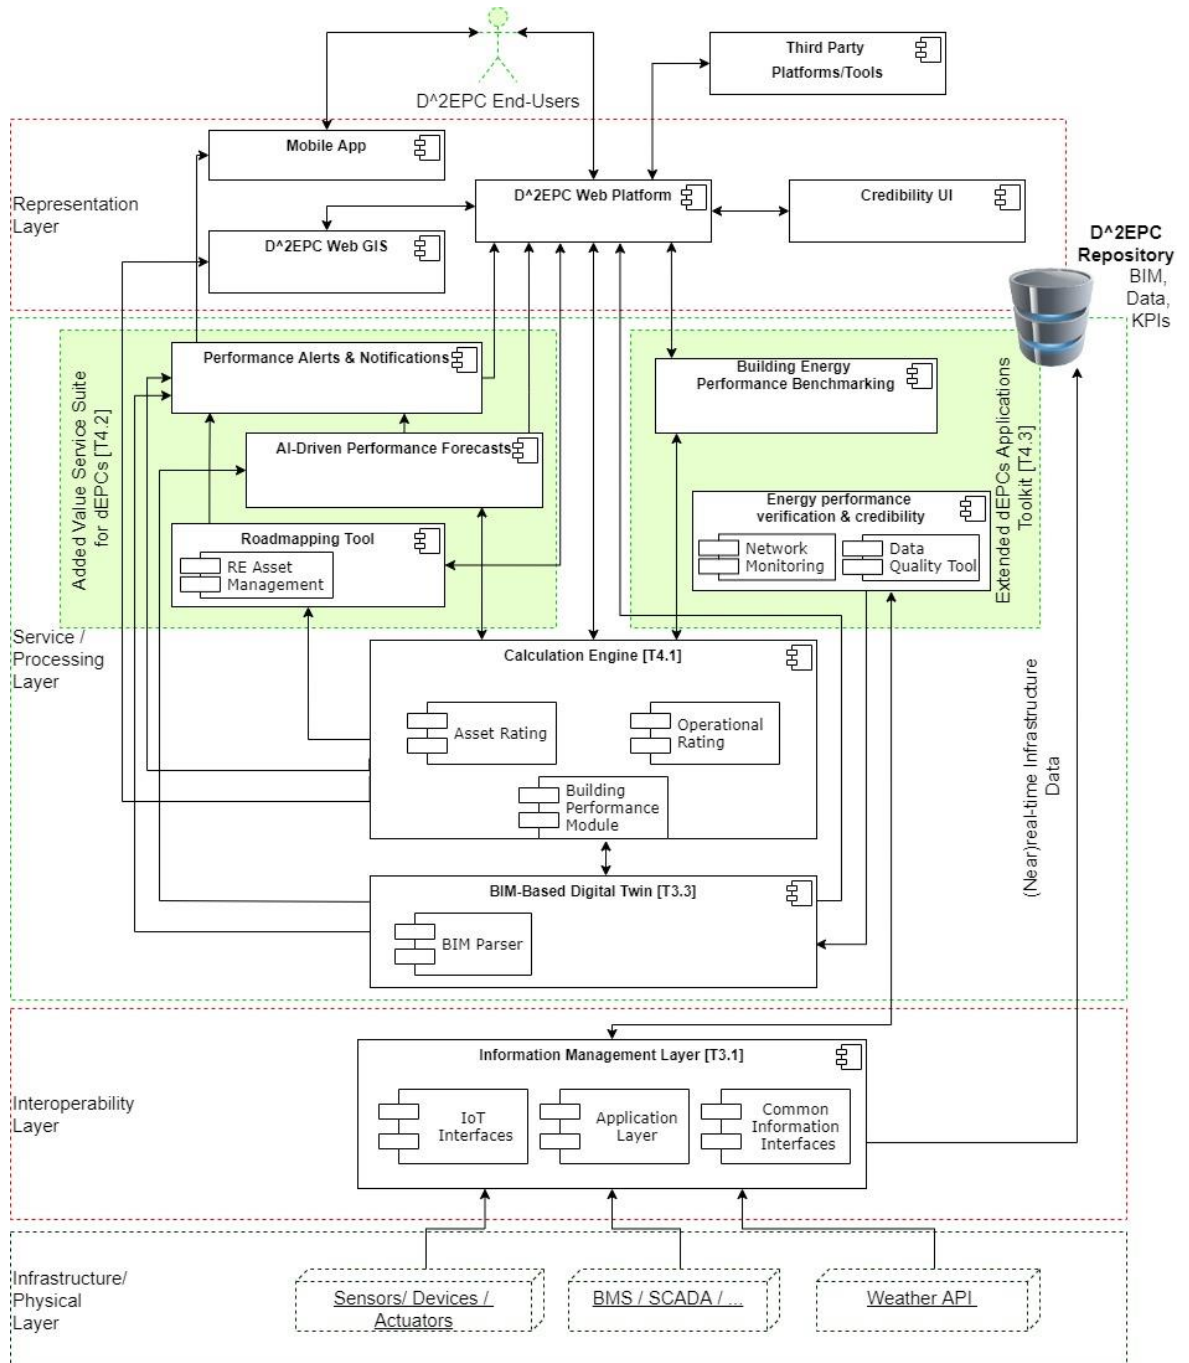 D^2EPC End-Users
Third Party
Platforms/Tools
Representation
Layer
Mobile App
D^2EPC Web Platform
Credibility UI
D^2EPC Web GIS
D^2EPC
Repository
BIM,
Data,
KPIs
Added Value Service Suite
for dEPCs [T4.2]
Performance Alerts & Notifications
AI-Driven Performance Forecasts
Roadmapping Tool
RE Asset
Management
Building Energy
Performance Benchmarking
Energy performance
verification & credibility
Network
Monitoring
Data
Quality Tool
Extended dEPCs Applications
Toolkit [T4.3]
Service /
Processing
Layer
Calculation Engine [T4.1]
Asset Rating
Operational
Rating
Building
Performance
Module
(Near)real-time Infrastructure
Data
BIM-Based Digital Twin [T3.3]
BIM Parser
Interoperability
Layer
Information Management Layer [T3.1]
IoT
Interfaces
Application
Layer
Common
Information
Interfaces
Infrastructure/
Physical
Layer
Sensors/ Devices /
Actuators
BMS / SCADA / ...
Weather API